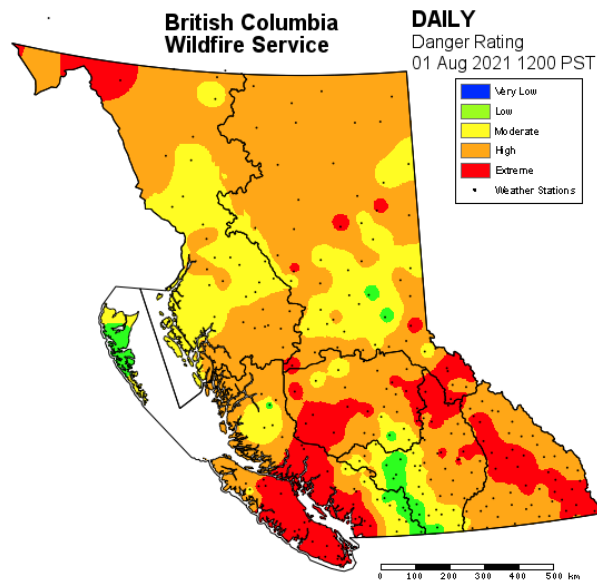 British Columbia
Wildfire Service
DAILY
Danger Rating
01 Aug 2021 1200 PST
Very Low
Low
Moderate
High
Extreme
Weather Stations
0 100 200 300 400 500 km